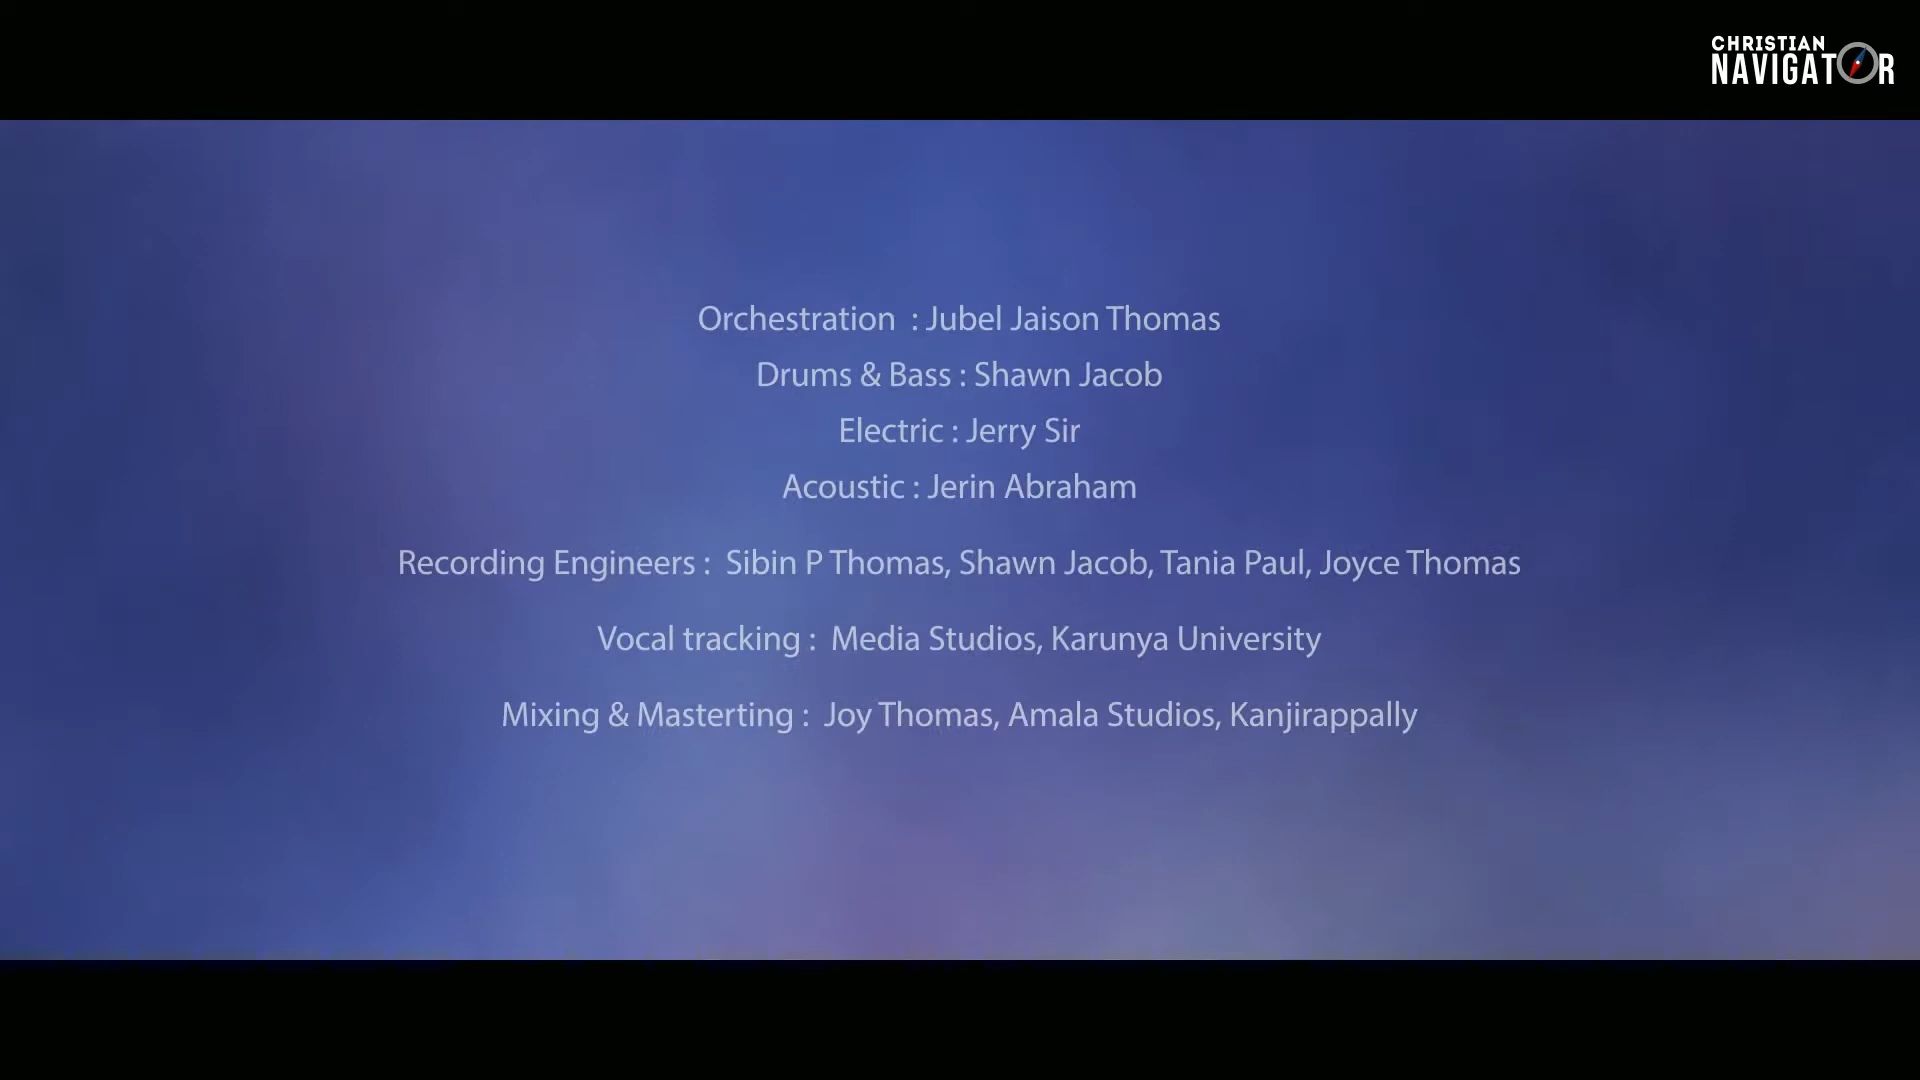 CHRISTIAN
NAVIGATOR
Orchestration : Jubel Jaison Thomas
Drums & Bass : Shawn Jacob
Electric : Jerry Sir
Acoustic : Jerin Abraham
Recording Engineers : Sibin P Thomas, Shawn Jacob, Tania Paul, Joyce Thomas
Vocal tracking : Media Studios, Karunya University
Mixing & Masterting : Joy Thomas, Amala Studios, Kanjirappally